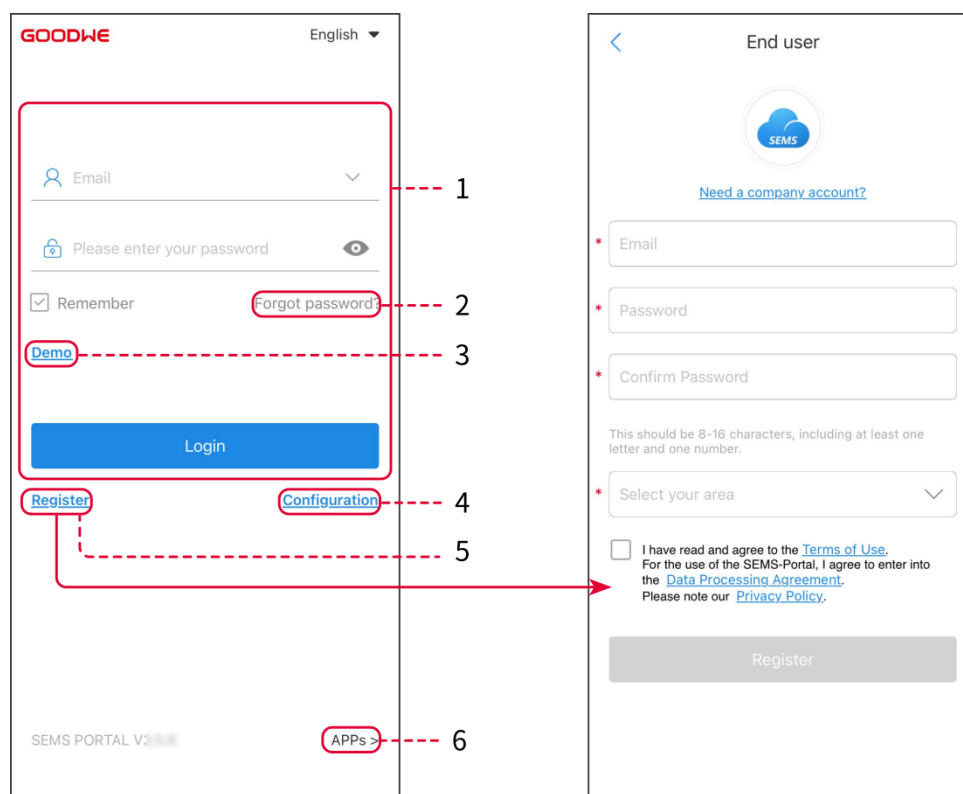 GOODWE
English
Email
1
Please enter your password
Remember
Forgot password?
2
Demo
3
Login
Register
Configuration
4
5
SEMS PORTAL
APPs >
6
End user
SEMS
Need a company account?
* Email
* Password
* Confirm Password
This should be 8-16 characters, including at least one
letter and one number.
* Select your area
I have read and agree to the Terms of Use.
For the use of the SEMS-Portal, I agree to enter into
the Data Processing Agreement.
Please note our Privacy Policy.
Register